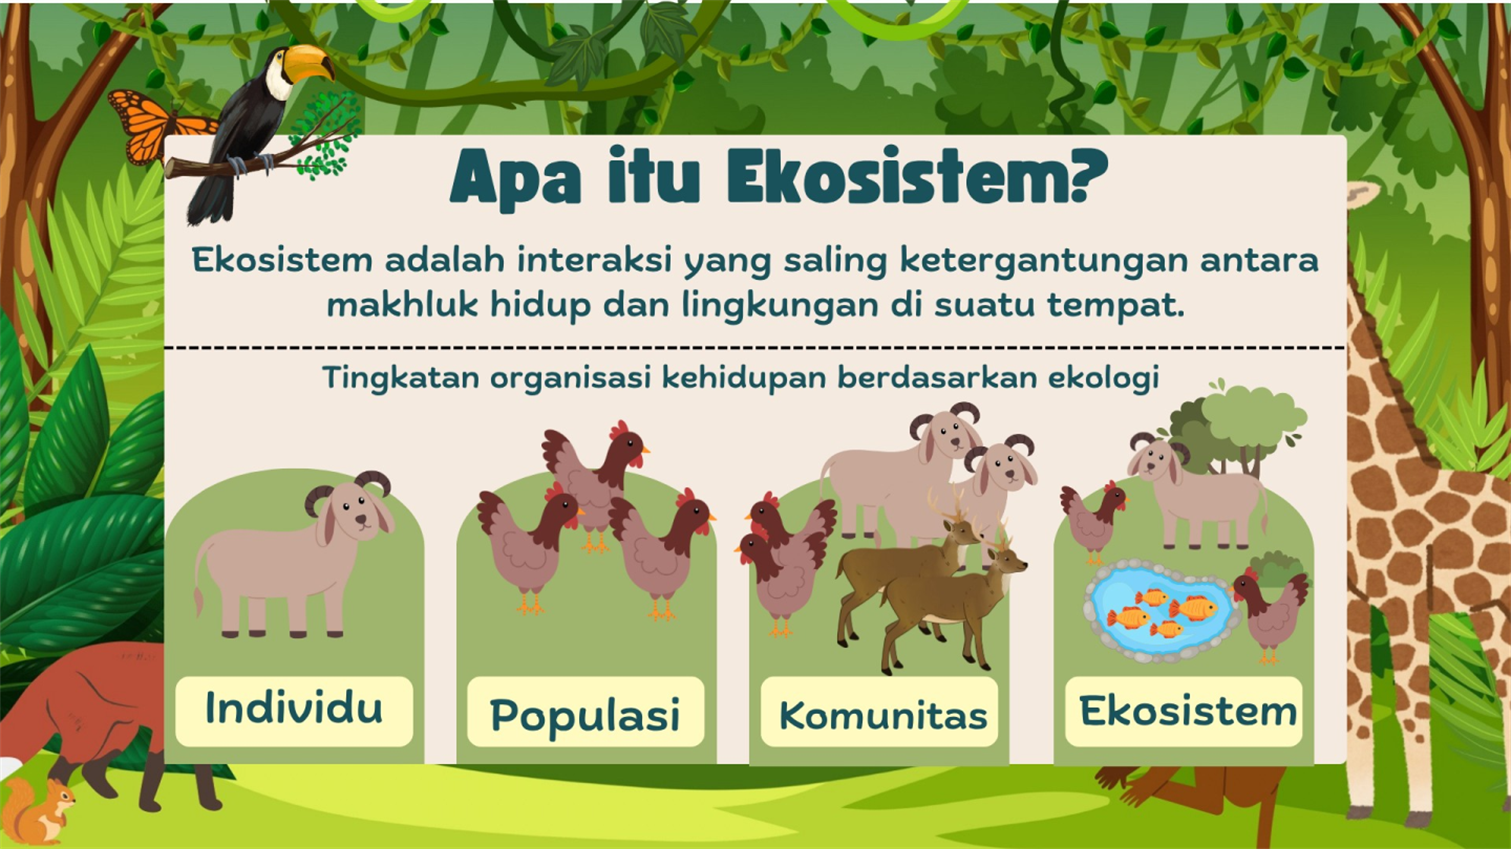 Apa itu Ekosistem?
Ekosistem adalah interaksi yang saling ketergantungan antara
makhluk hidup dan lingkungan di suatu tempat.
Tingkatan organisasi kehidupan berdasarkan ekologi
Individu
Populasi
Komunitas
Ekosistem